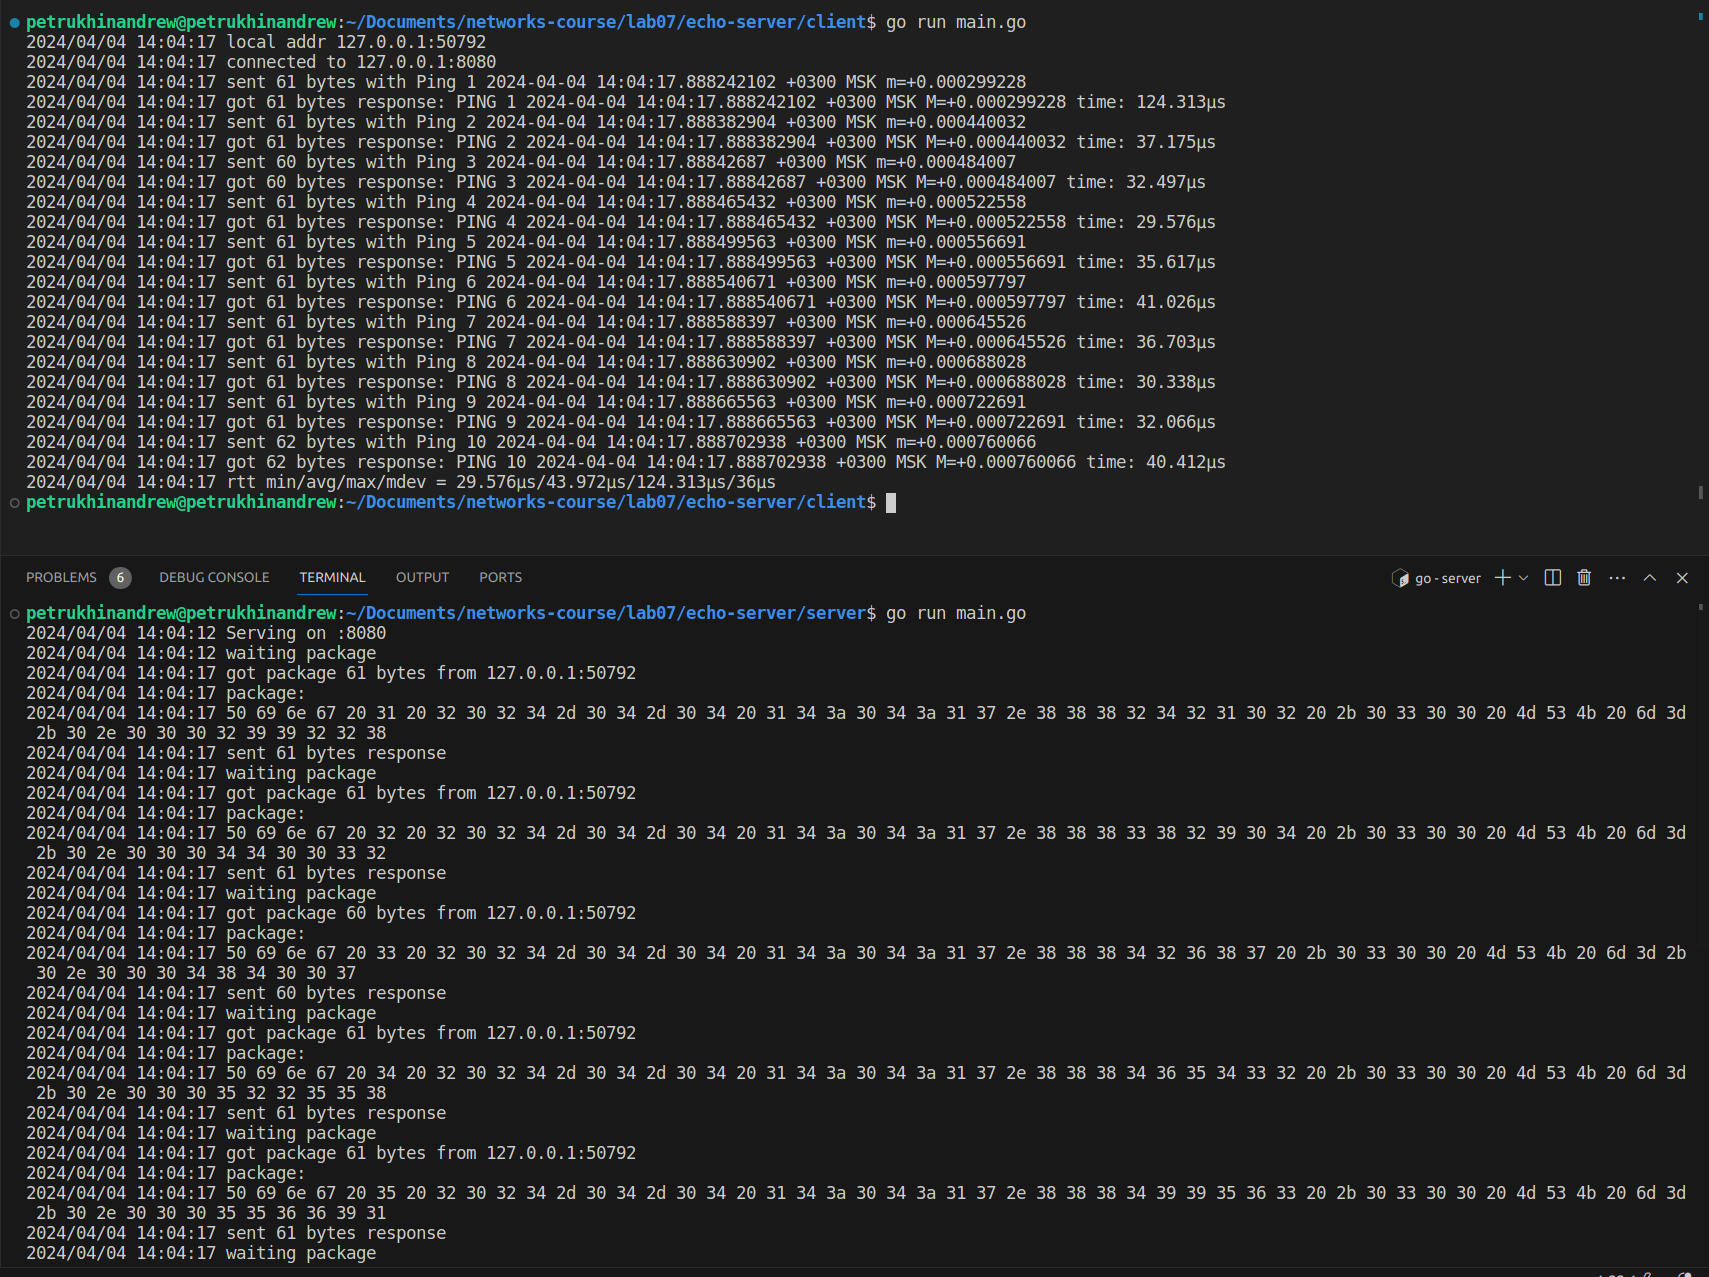 petrukhinandrew@petrukhinandrew:~/Documents/networks-course/lab07/echo-server/client$ go run main.go
2024/04/04 14:04:17 local addr 127.0.0.1:50792
2024/04/04 14:04:17 connected to 127.0.0.1:8080
2024/04/04 14:04:17 sent 61 bytes with Ping 1 2024-04-04 14:04:17.888242102 +0300 MSK m=+0.000299228
2024/04/04 14:04:17 got 61 bytes response: PING 1 2024-04-04 14:04:17.888242102 +0300 MSK M=+0.000299228 time: 124.313µs
2024/04/04 14:04:17 sent 61 bytes with Ping 2 2024-04-04 14:04:17.888382904 +0300 MSK m=+0.000440032
2024/04/04 14:04:17 got 61 bytes response: PING 2 2024-04-04 14:04:17.888382904 +0300 MSK M=+0.000440032 time: 37.175µs
2024/04/04 14:04:17 sent 60 bytes with Ping 3 2024-04-04 14:04:17.88842687 +0300 MSK m=+0.000484007
2024/04/04 14:04:17 got 60 bytes response: PING 3 2024-04-04 14:04:17.88842687 +0300 MSK M=+0.000484007 time: 32.497µs
2024/04/04 14:04:17 sent 61 bytes with Ping 4 2024-04-04 14:04:17.888465432 +0300 MSK m=+0.000522558
2024/04/04 14:04:17 got 61 bytes response: PING 4 2024-04-04 14:04:17.888465432 +0300 MSK M=+0.000522558 time: 29.576µs
2024/04/04 14:04:17 sent 61 bytes with Ping 5 2024-04-04 14:04:17.888499563 +0300 MSK m=+0.000556691
2024/04/04 14:04:17 got 61 bytes response: PING 5 2024-04-04 14:04:17.888499563 +0300 MSK M=+0.000556691 time: 35.617µs
2024/04/04 14:04:17 sent 61 bytes with Ping 6 2024-04-04 14:04:17.888540671 +0300 MSK m=+0.000597797
2024/04/04 14:04:17 got 61 bytes response: PING 6 2024-04-04 14:04:17.888540671 +0300 MSK M=+0.000597797 time: 41.026µs
2024/04/04 14:04:17 sent 61 bytes with Ping 7 2024-04-04 14:04:17.888588397 +0300 MSK m=+0.000645526
2024/04/04 14:04:17 got 61 bytes response: PING 7 2024-04-04 14:04:17.888588397 +0300 MSK M=+0.000645526 time: 36.703µs
2024/04/04 14:04:17 sent 61 bytes with Ping 8 2024-04-04 14:04:17.888630902 +0300 MSK m=+0.000688028
2024/04/04 14:04:17 got 61 bytes response: PING 8 2024-04-04 14:04:17.888630902 +0300 MSK M=+0.000688028 time: 30.338µs
2024/04/04 14:04:17 sent 61 bytes with Ping 9 2024-04-04 14:04:17.888665563 +0300 MSK m=+0.000722691
2024/04/04 14:04:17 got 61 bytes response: PING 9 2024-04-04 14:04:17.888665563 +0300 MSK M=+0.000722691 time: 32.066µs
2024/04/04 14:04:17 sent 62 bytes with Ping 10 2024-04-04 14:04:17.888702938 +0300 MSK m=+0.000760066
2024/04/04 14:04:17 got 62 bytes response: PING 10 2024-04-04 14:04:17.888702938 +0300 MSK M=+0.000760066 time: 40.412µs
2024/04/04 14:04:17 rtt min/avg/max/mdev = 29.576µs/43.972µs/124.313µs/36µs
petrukhinandrew@petrukhinandrew:~/Documents/networks-course/lab07/echo-server/client$
PROBLEMS 6 DEBUG CONSOLE TERMINAL OUTPUT PORTS go - server
petrukhinandrew@petrukhinandrew:~/Documents/networks-course/lab07/echo-server/server$ go run main.go
2024/04/04 14:04:12 Serving on :8080
2024/04/04 14:04:12 waiting package
2024/04/04 14:04:17 got package 61 bytes from 127.0.0.1:50792
2024/04/04 14:04:17 package:
2024/04/04 14:04:17 50 69 6e 67 20 31 20 32 30 32 34 2d 30 34 2d 30 34 20 31 34 3a 30 34 3a 31 37 2e 38 38 38 32 34 32 31 30 32 20 2b 30 33 30 30 20 4d 53 4b 20 6d 3d
2b 30 2e 30 30 30 32 39 39 32 32 38
2024/04/04 14:04:17 sent 61 bytes response
2024/04/04 14:04:17 waiting package
2024/04/04 14:04:17 got package 61 bytes from 127.0.0.1:50792
2024/04/04 14:04:17 package:
2024/04/04 14:04:17 50 69 6e 67 20 32 20 32 30 32 34 2d 30 34 2d 30 34 20 31 34 3a 30 34 3a 31 37 2e 38 38 38 33 38 32 39 30 34 20 2b 30 33 30 30 20 4d 53 4b 20 6d 3d
2b 30 2e 30 30 30 34 34 30 30 33 32
2024/04/04 14:04:17 sent 61 bytes response
2024/04/04 14:04:17 waiting package
2024/04/04 14:04:17 got package 60 bytes from 127.0.0.1:50792
2024/04/04 14:04:17 package:
2024/04/04 14:04:17 50 69 6e 67 20 33 20 32 30 32 34 2d 30 34 2d 30 34 20 31 34 3a 30 34 3a 31 37 2e 38 38 38 34 32 36 38 37 20 2b 30 33 30 30 20 4d 53 4b 20 6d 3d 2b
30 2e 30 30 30 34 38 34 30 30 37
2024/04/04 14:04:17 sent 60 bytes response
2024/04/04 14:04:17 waiting package
2024/04/04 14:04:17 got package 61 bytes from 127.0.0.1:50792
2024/04/04 14:04:17 package:
2024/04/04 14:04:17 50 69 6e 67 20 34 20 32 30 32 34 2d 30 34 2d 30 34 20 31 34 3a 30 34 3a 31 37 2e 38 38 38 34 36 35 34 33 32 20 2b 30 33 30 30 20 4d 53 4b 20 6d 3d
2b 30 2e 30 30 30 35 32 32 35 35 38
2024/04/04 14:04:17 sent 61 bytes response
2024/04/04 14:04:17 waiting package
2024/04/04 14:04:17 got package 61 bytes from 127.0.0.1:50792
2024/04/04 14:04:17 package:
2024/04/04 14:04:17 50 69 6e 67 20 35 20 32 30 32 34 2d 30 34 2d 30 34 20 31 34 3a 30 34 3a 31 37 2e 38 38 38 34 39 39 35 36 33 20 2b 30 33 30 30 20 4d 53 4b 20 6d 3d
2b 30 2e 30 30 30 35 35 36 36 39 31
2024/04/04 14:04:17 sent 61 bytes response
2024/04/04 14:04:17 waiting package